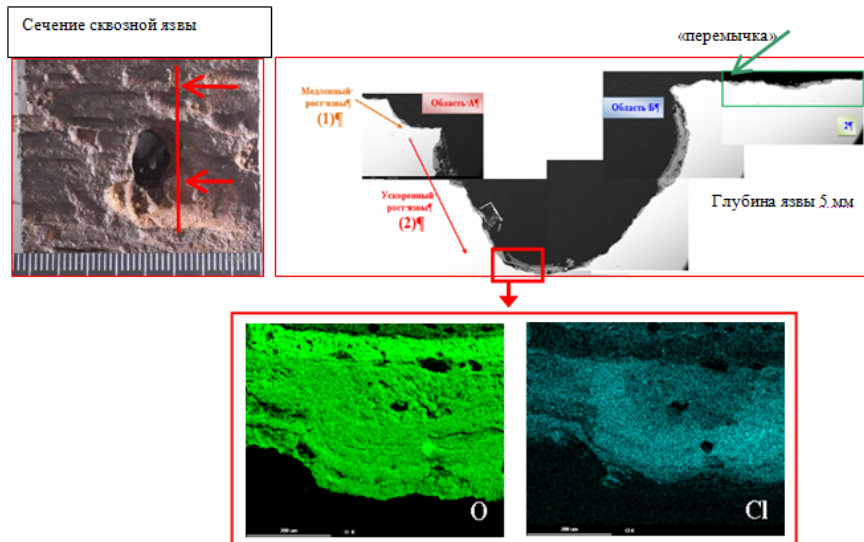 Сечение сквозной язвы
«перемычка»
Медленный·
рост·язвы¶
(1)¶
Область·А¶
Область·Б¶
2¶
Ускоренный·
рост·язвы¶
(2)¶
Глубина язвы 5 мм
O
Cl